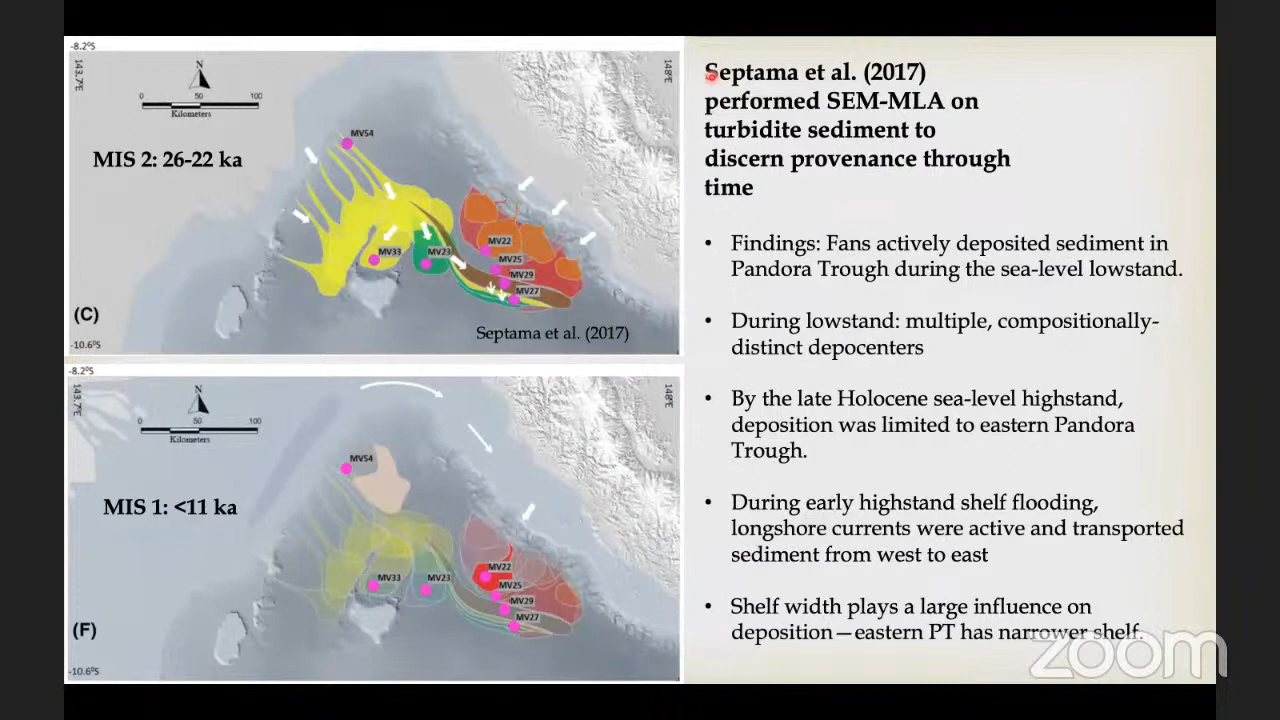 -8.2°S
143.7°E
N
148°E
0 50 100
Kilometers
MIS 2: 26-22 ka
MV54
MV33
MV23
MV22
MV25
MV29
MV27
(C)
Septama et al. (2017)
-10.6°S
-8.2°S
143.7°E
N
148°E
0 50 100
Kilometers
MIS 1: <11 ka
MV54
MV33
MV23
MV22
MV25
MV29
MV27
(F)
-10.6°S
Septama et al. (2017)
performed SEM-MLA on
turbidite sediment to
discern provenance through
time
• Findings: Fans actively deposited sediment in
Pandora Trough during the sea-level lowstand.
• During lowstand: multiple, compositionally-
distinct depocenters
• By the late Holocene sea-level highstand,
deposition was limited to eastern Pandora
Trough.
• During early highstand shelf flooding,
longshore currents were active and transported
sediment from west to east
• Shelf width plays a large influence on
deposition—eastern PT has narrower shelf.
zoom